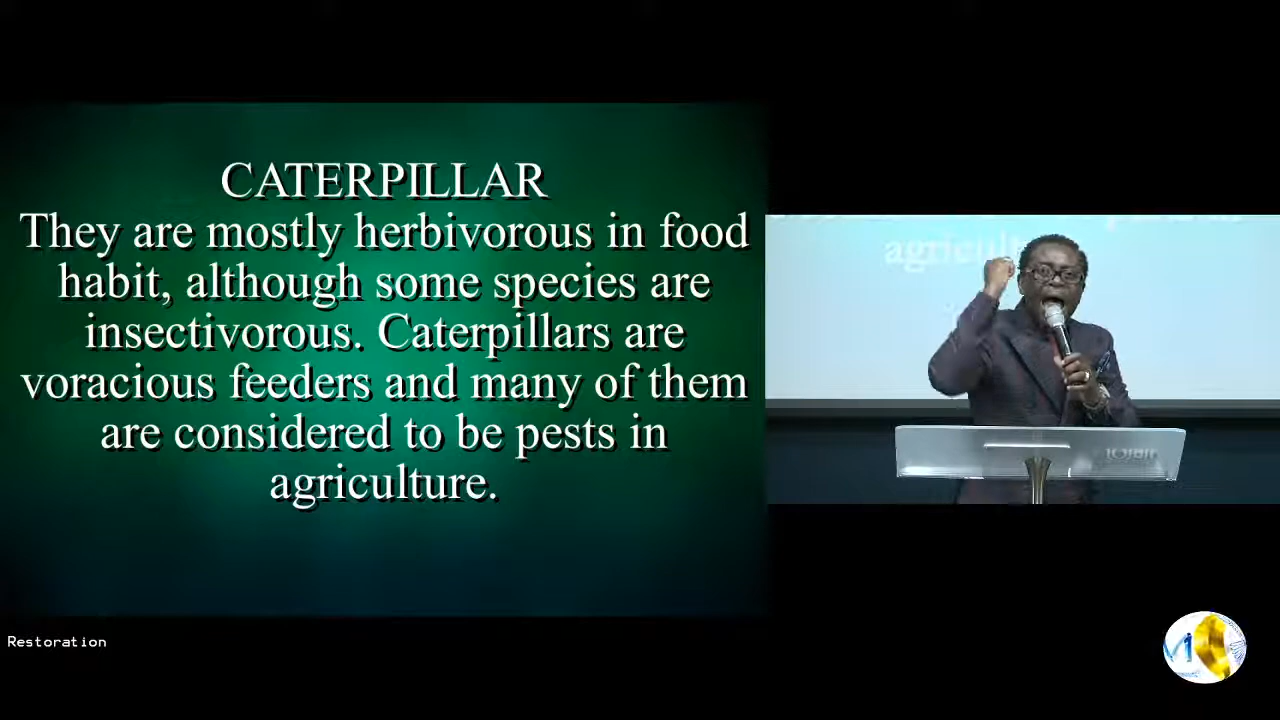 CATERPILLAR
They are mostly herbivorous in food
habit, although some species are
insectivorous. Caterpillars are
voracious feeders and many of them
are considered to be pests in
agriculture.
Restoration